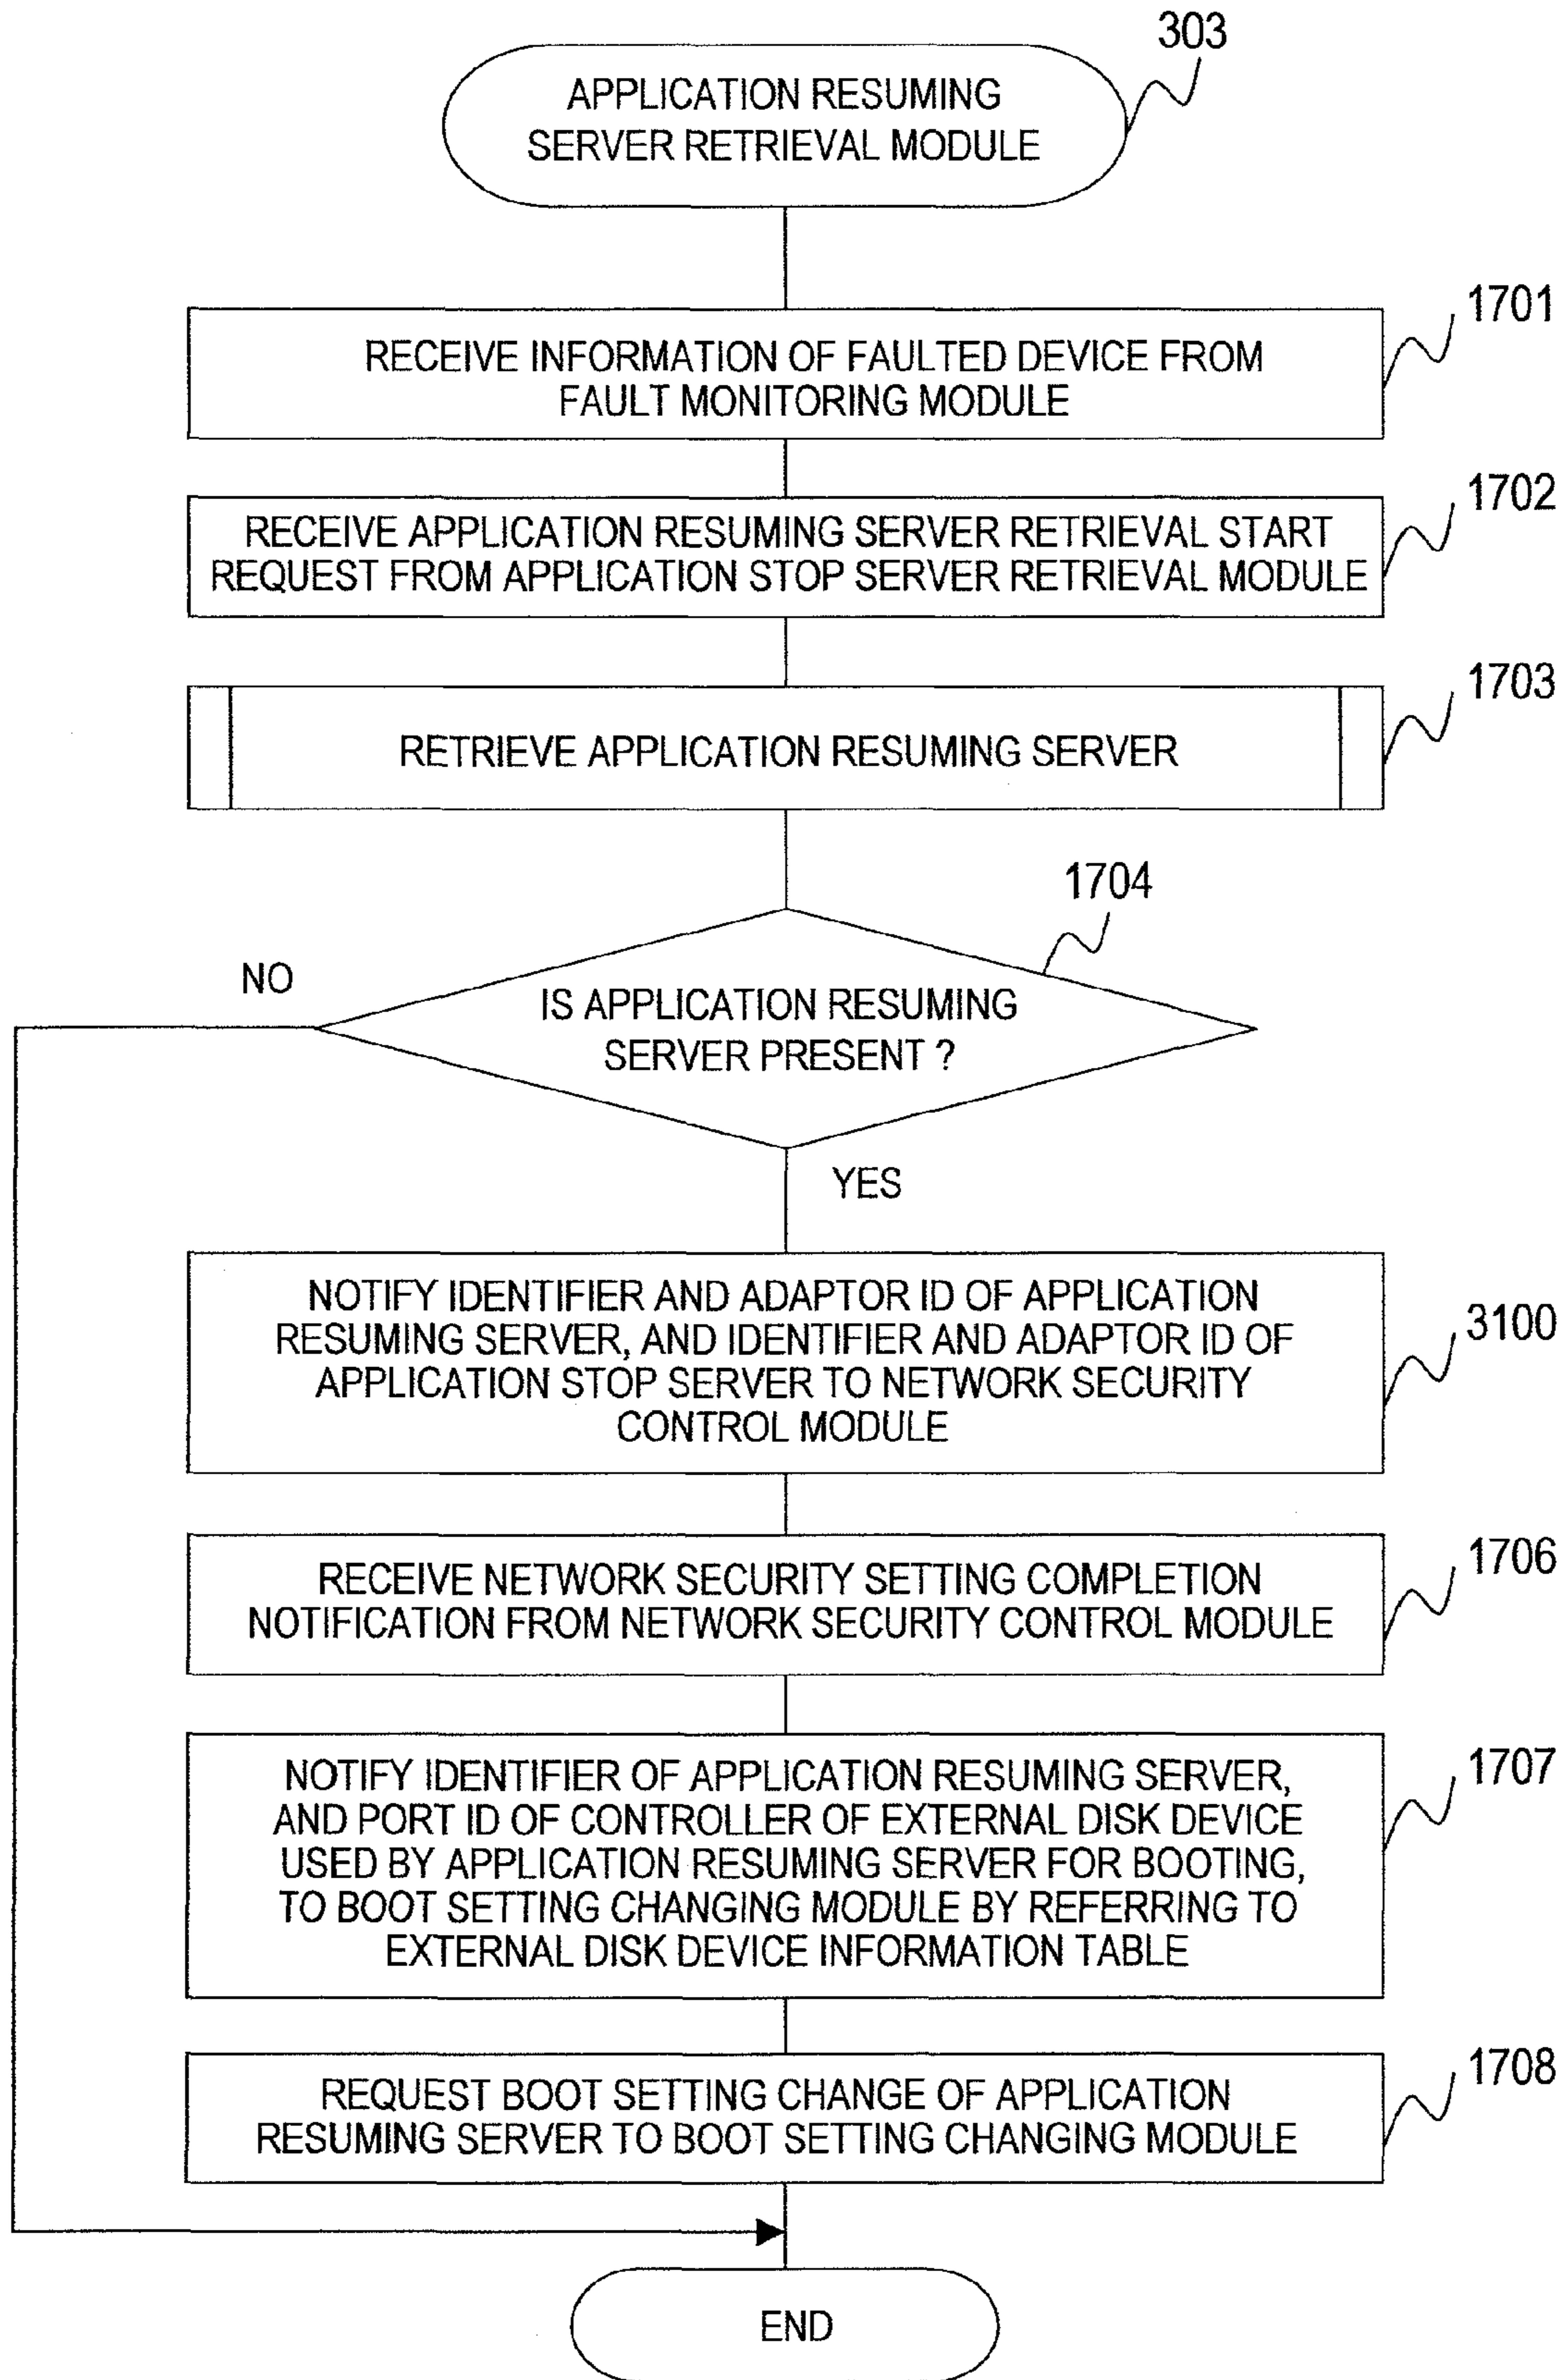 303
APPLICATION RESUMING
SERVER RETRIEVAL MODULE
1701
RECEIVE INFORMATION OF FAULTED DEVICE FROM
FAULT MONITORING MODULE
1702
RECEIVE APPLICATION RESUMING SERVER RETRIEVAL START
REQUEST FROM APPLICATION STOP SERVER RETRIEVAL MODULE
1703
RETRIEVE APPLICATION RESUMING SERVER
1704
NO
IS APPLICATION RESUMING
SERVER PRESENT ?
YES
NOTIFY IDENTIFIER AND ADAPTOR ID OF APPLICATION
RESUMING SERVER, AND IDENTIFIER AND ADAPTOR ID OF
APPLICATION STOP SERVER TO NETWORK SECURITY
CONTROL MODULE
3100
RECEIVE NETWORK SECURITY SETTING COMPLETION
NOTIFICATION FROM NETWORK SECURITY CONTROL MODULE
1706
NOTIFY IDENTIFIER OF APPLICATION RESUMING SERVER,
AND PORT ID OF CONTROLLER OF EXTERNAL DISK DEVICE
USED BY APPLICATION RESUMING SERVER FOR BOOTING,
TO BOOT SETTING CHANGING MODULE BY REFERRING TO
EXTERNAL DISK DEVICE INFORMATION TABLE
1707
REQUEST BOOT SETTING CHANGE OF APPLICATION
RESUMING SERVER TO BOOT SETTING CHANGING MODULE
1708
END